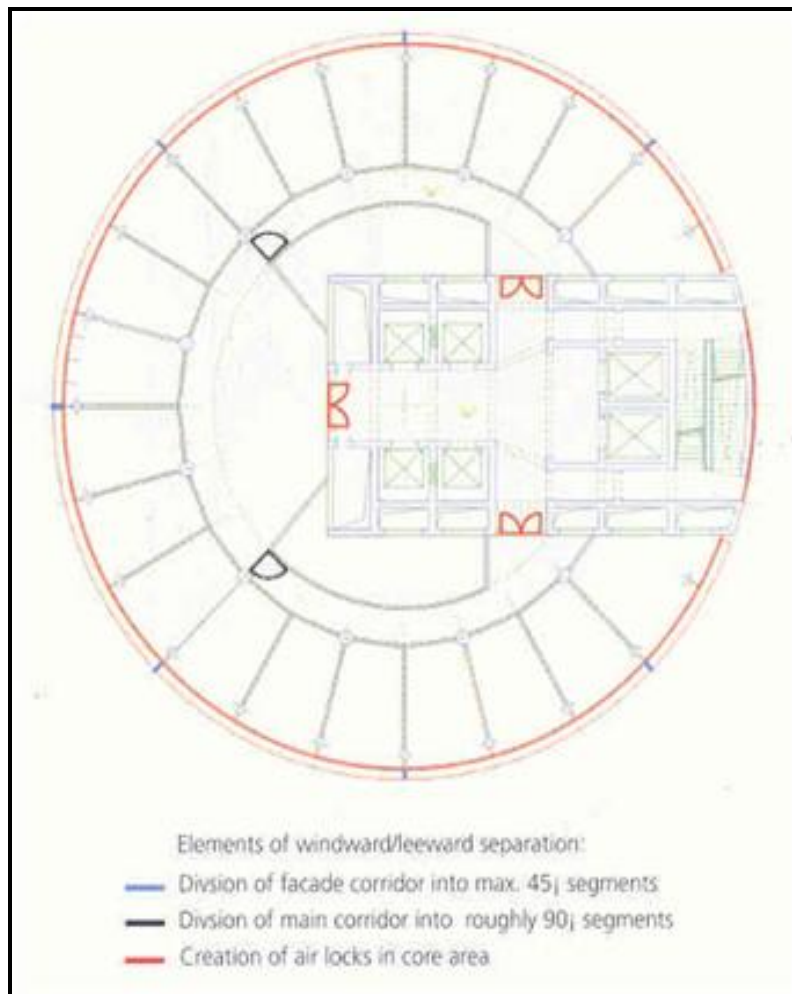 Elements of windward/leeward separation:
Divsion of facade corridor into max. 45¡ segments
Divsion of main corridor into roughly 90¡ segments
Creation of air locks in core area